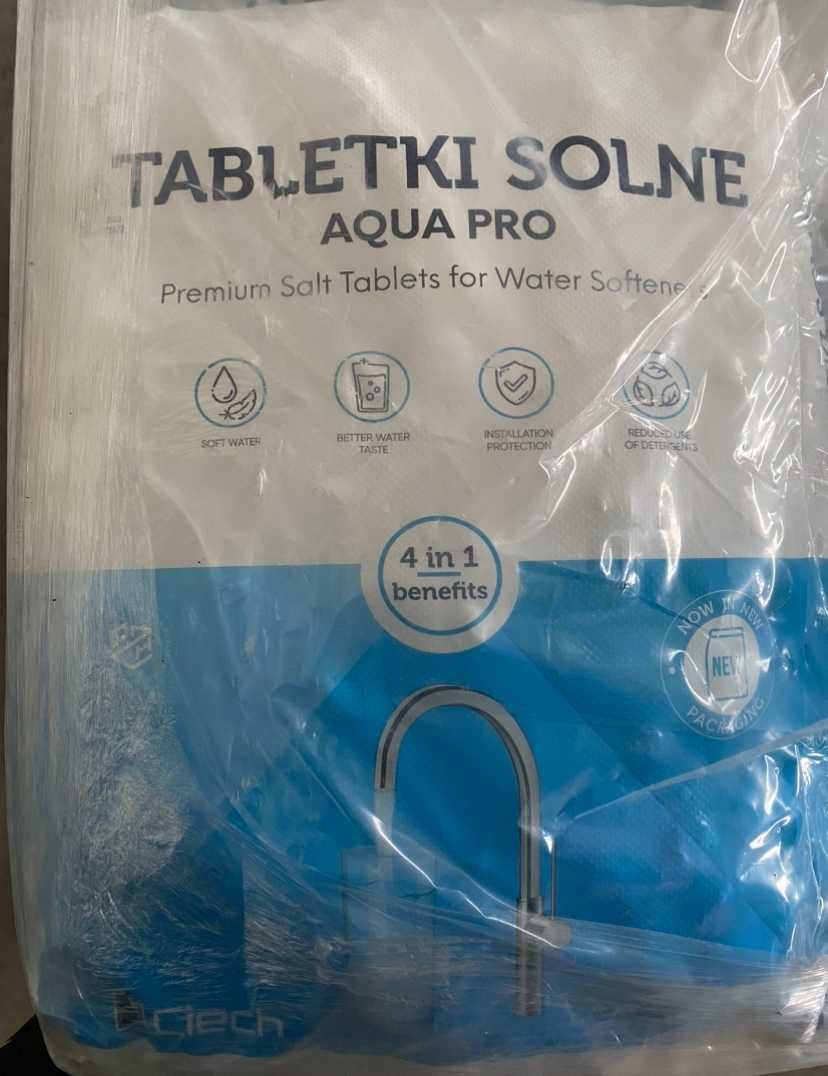 TABLETKI SOLNE
AQUA PRO
Premium Salt Tablets for Water Softeners
SOFT WATER
BETTER WATER
TASTE
INSTALLATION
PROTECTION
REDUCED USE
OF DETERGENTS
4 in 1
benefits
NOW IN NEW
NEW
PACKAGING
Ciech